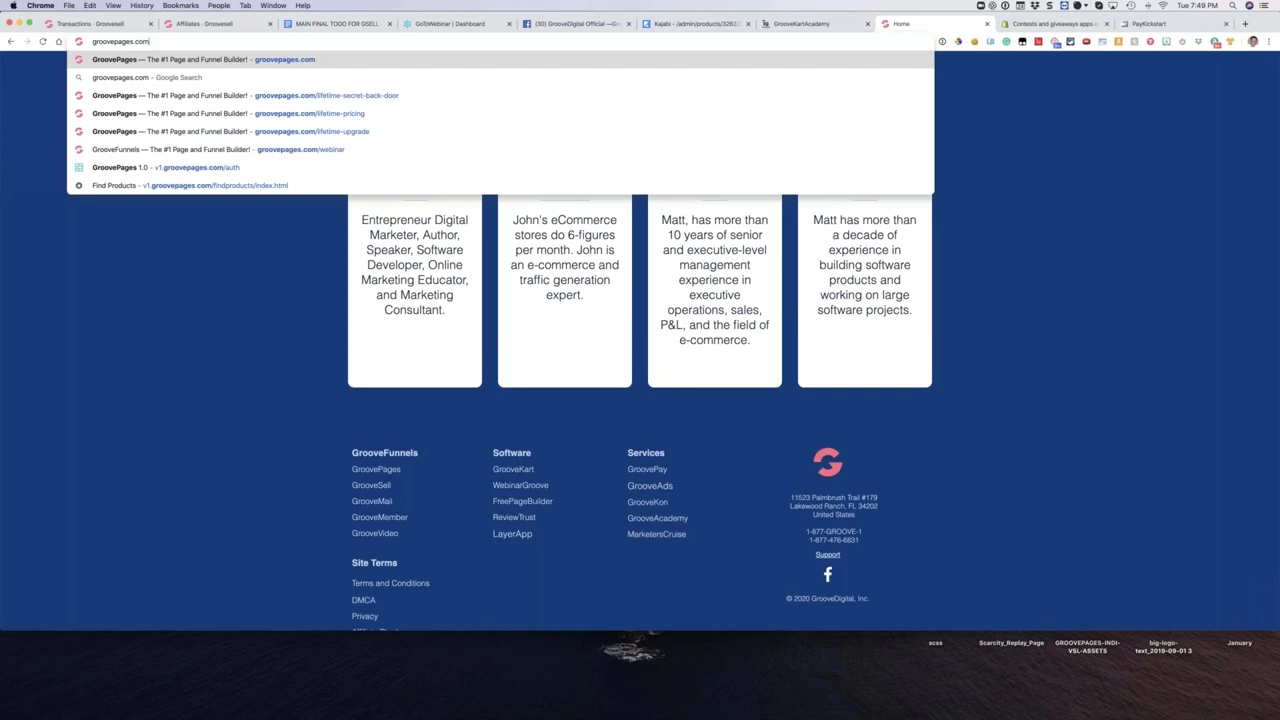 Chrome File Edit View History Bookmarks People Tab Window Help
Tue 7:49 PM
Transactions - Groovesell
Affiliates - Groovesell
MAIN FINAL TODO FOR GSELL
GoToWebinar | Dashboard
(30) GrooveDigital Official —
Kajabi - /admin/products/3262
GrooveKartAcademy
Home
Contests and giveaways app
PayKickstart
groovepages.com
GroovePages — The #1 Page and Funnel Builder! - groovepages.com
groovepages.com - Google Search
GroovePages — The #1 Page and Funnel Builder! - groovepages.com/lifetime-secret-back-door
GroovePages — The #1 Page and Funnel Builder! - groovepages.com/lifetime-pricing
GroovePages — The #1 Page and Funnel Builder! - groovepages.com/lifetime-upgrade
GrooveFunnels — The #1 Page and Funnel Builder! - groovepages.com/webinar
GroovePages 1.0 - v1.groovepages.com/auth
Find Products - v1.groovepages.com/findproducts/index.html
Entrepreneur Digital
Marketer, Author,
Speaker, Software
Developer, Online
Marketing Educator,
and Marketing
Consultant.
John's eCommerce
stores do 6-figures
per month. John is
an e-commerce and
traffic generation
expert.
Matt, has more than
10 years of senior
and executive-level
management
experience in
executive
operations, sales,
P&L, and the field of
e-commerce.
Matt has more than
a decade of
experience in
building software
products and
working on large
software projects.
GrooveFunnels
GroovePages
GrooveSell
GrooveMail
GrooveMember
GrooveVideo
Software
GrooveKart
WebinarGroove
FreePageBuilder
ReviewTrust
LayerApp
Services
GroovePay
GrooveAds
GrooveKon
GrooveAcademy
MarketersCruise
11523 Palmbrush Trail #179
Lakewood Ranch, FL 34202
United States
1-877-GROOVE-1
1-877-476-6831
Support
© 2020 GrooveDigital, Inc.
Site Terms
Terms and Conditions
DMCA
Privacy
scss
Scarcity_Replay_Page
GROOVEPAGES-INDI-
VSL-ASSETS
big-logo-
text_2019-09-01 3
January